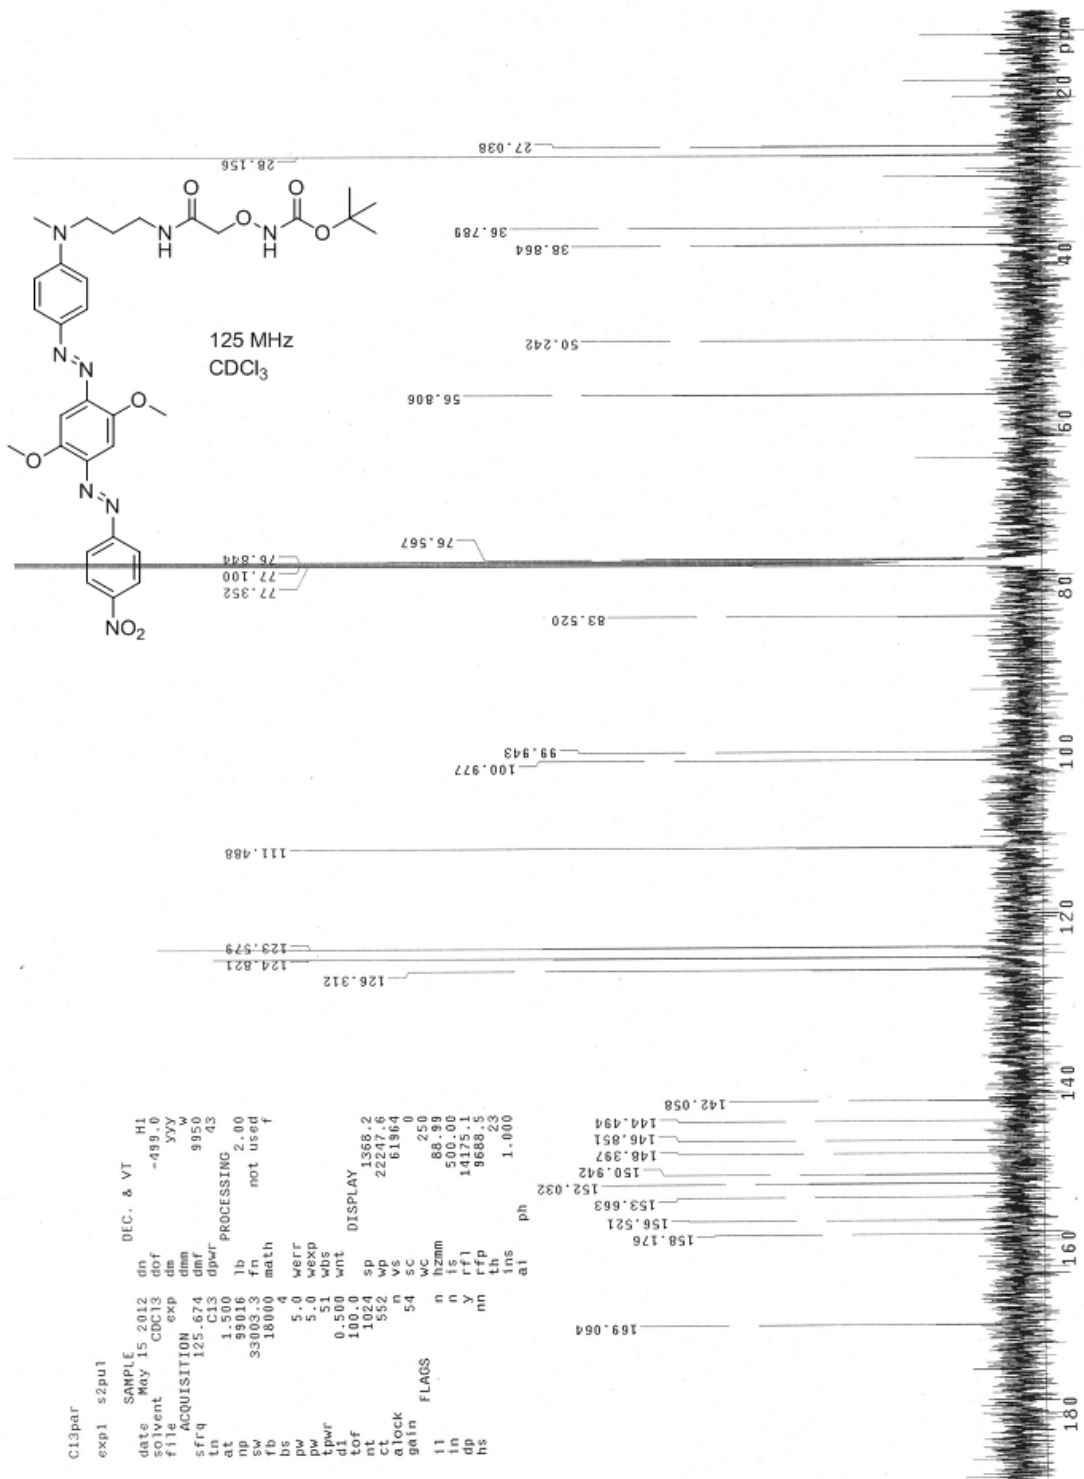 C13par
exp1 s2pul
SAMPLE
date May 15 2012
solvent CDCl3
file exp
ACQUISITION
sfrq 125.674
tn C13
at 1.500
np 99016
sw 33003.3
fb 18000
bs 4
pw 5.0
pw 5.0
tpwr 51
d1 0.500
tof 100.0
nt 1024
ct 552
alock n
gain 54
FLAGS
il n
in n
dp y
hs nn
DEC. & VT
dn H1
dof -499.0
dm yyy
dmm w
dmf 9950
dpwr 43
PROCESSING
lb 2.00
fn not used
math f
werr
wexp
wbs
wnt
DISPLAY
sp 1368.2
wp 22247.6
vs 61964
sc 0
wc 250
hzmm 88.99
is 500.00
rfl 14175.1
rfp 9688.5
th 23
ins 1.000
ai ph
O
O
N
N
H
O
N
H
O
N
N
O
O
N
N
NO2
125 MHz
CDCl3
169.064
158.176
156.521
153.663
152.032
150.942
148.397
146.851
144.494
142.058
126.312
124.821
123.579
111.488
100.977
99.943
83.520
77.352
77.100
76.844
76.567
56.806
50.242
38.864
36.789
28.156
27.038
180
160
140
120
100
80
60
40
20
ppm